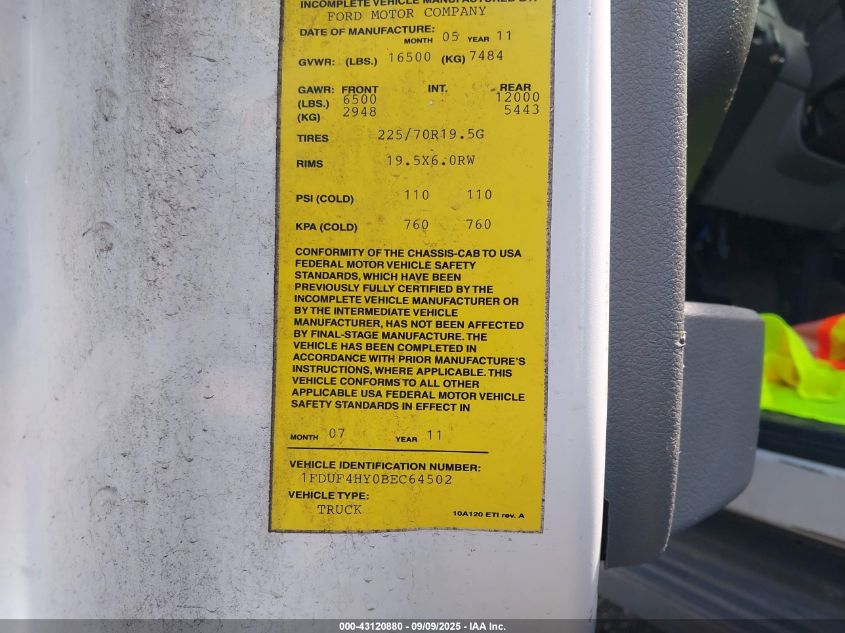 INCOMPLETE VEHICLE MANUFACTURED BY:
FORD MOTOR COMPANY
DATE OF MANUFACTURE: MONTH 05 YEAR 11
GVWR: (LBS.) 16500 (KG) 7484
GAWR: FRONT INT. REAR
(LBS.) 6500 12000
(KG) 2948 5443
TIRES 225/70R19.5G
RIMS 19.5X6.0RW
PSI (COLD) 110 110
KPA (COLD) 760 760
CONFORMITY OF THE CHASSIS-CAB TO USA
FEDERAL MOTOR VEHICLE SAFETY
STANDARDS, WHICH HAVE BEEN
PREVIOUSLY FULLY CERTIFIED BY THE
INCOMPLETE VEHICLE MANUFACTURER OR
BY THE INTERMEDIATE VEHICLE
MANUFACTURER, HAS NOT BEEN AFFECTED
BY FINAL-STAGE MANUFACTURE. THE
VEHICLE HAS BEEN COMPLETED IN
ACCORDANCE WITH PRIOR MANUFACTURE'S
INSTRUCTIONS, WHERE APPLICABLE. THIS
VEHICLE CONFORMS TO ALL OTHER
APPLICABLE USA FEDERAL MOTOR VEHICLE
SAFETY STANDARDS IN EFFECT IN
MONTH 07 YEAR 11
VEHICLE IDENTIFICATION NUMBER:
1FDUF4HY0BEC64502
VEHICLE TYPE:
TRUCK 10A120 ETI rev. A
000-43120880 - 09/09/2025 - IAA Inc.